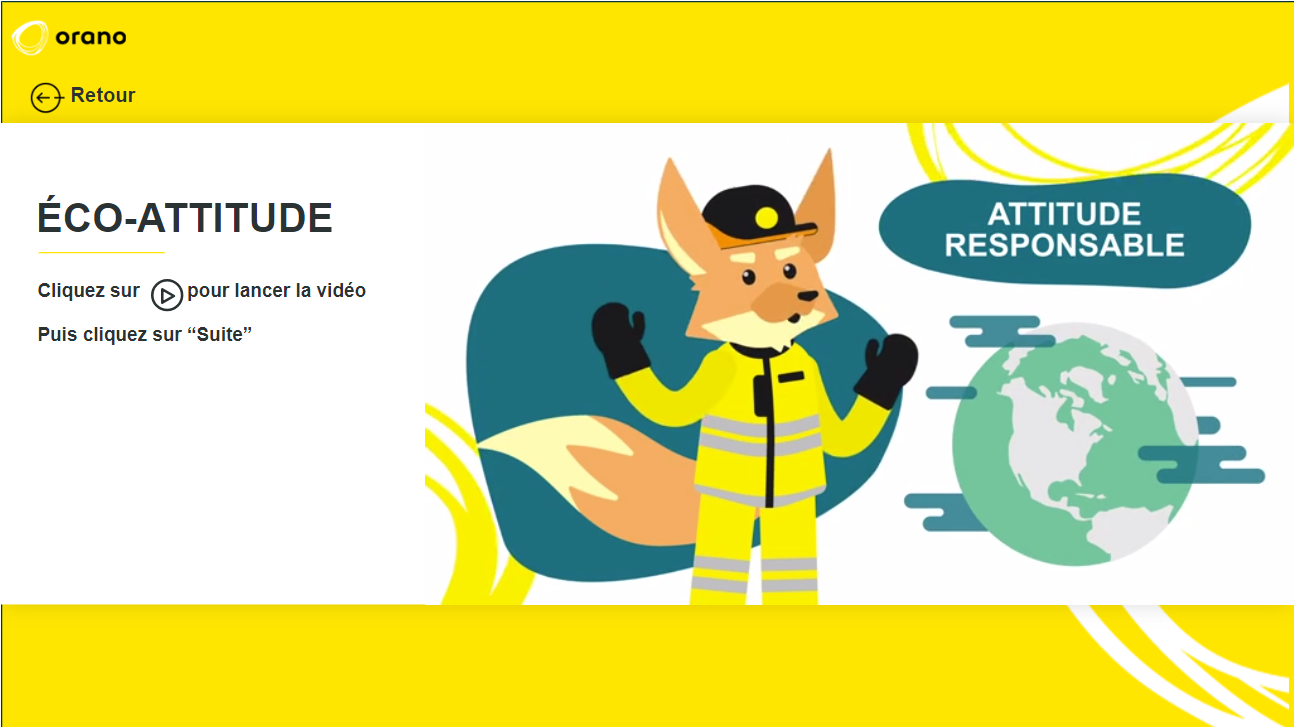 orano
Retour
ÉCO-ATTITUDE
Cliquez sur pour lancer la vidéo
Puis cliquez sur “Suite”
ATTITUDE
RESPONSABLE